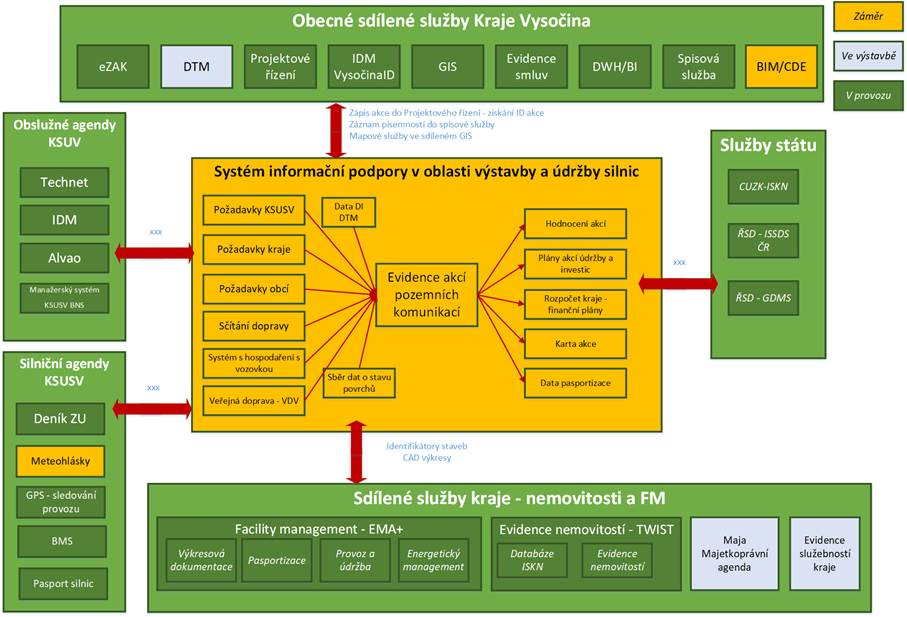 Obecné sdílené služby Kraje Vysočina
eZAK
DTM
Projektové
řízení
IDM
VysočinaID
GIS
Evidence
smluv
DWH/BI
Spisová
služba
BIM/CDE
Záměr
Ve výstavbě
V provozu
Zápis akce do Projektového řízení - získání ID akce
Záznam písemností do spisové služby
Mapové služby ve sdíleném GIS
Obslužné agendy
KSUV
Technet
IDM
Alvao
Manažerský systém
KSUSV BNS
xxx
Systém informační podpory v oblasti výstavby a údržby silnic
Požadavky KSUSV
Požadavky kraje
Požadavky obcí
Sčítání dopravy
Systém s hospodaření s
vozovkou
Veřejná doprava - VDV
Data DI
DTM
Sběr dat o stavu
povrchů
Evidence akcí
pozemních
komunikací
Hodnocení akcí
Plány akcí údržby a
investic
Rozpočet kraje -
finanční plány
Karta akce
Data pasportizace
xxx
Služby státu
CUZK-ISKN
ŘSD - ISSDS
ČR
ŘSD - GDMS
Silniční agendy
KSUSV
Deník ZU
Meteohlásky
GPS - sledování
provozu
BMS
Pasport silnic
xxx
Identifikátory staveb
CAD výkresy
Sdílené služby kraje - nemovitosti a FM
Facility management - EMA+
Výkresová
dokumentace
Pasportizace
Provoz a
údržba
Energetický
management
Evidence nemovitostí - TWIST
Databáze
ISKN
Evidence
nemovitostí
Maja
Majetkoprávní
agenda
Evidence
služebností
kraje